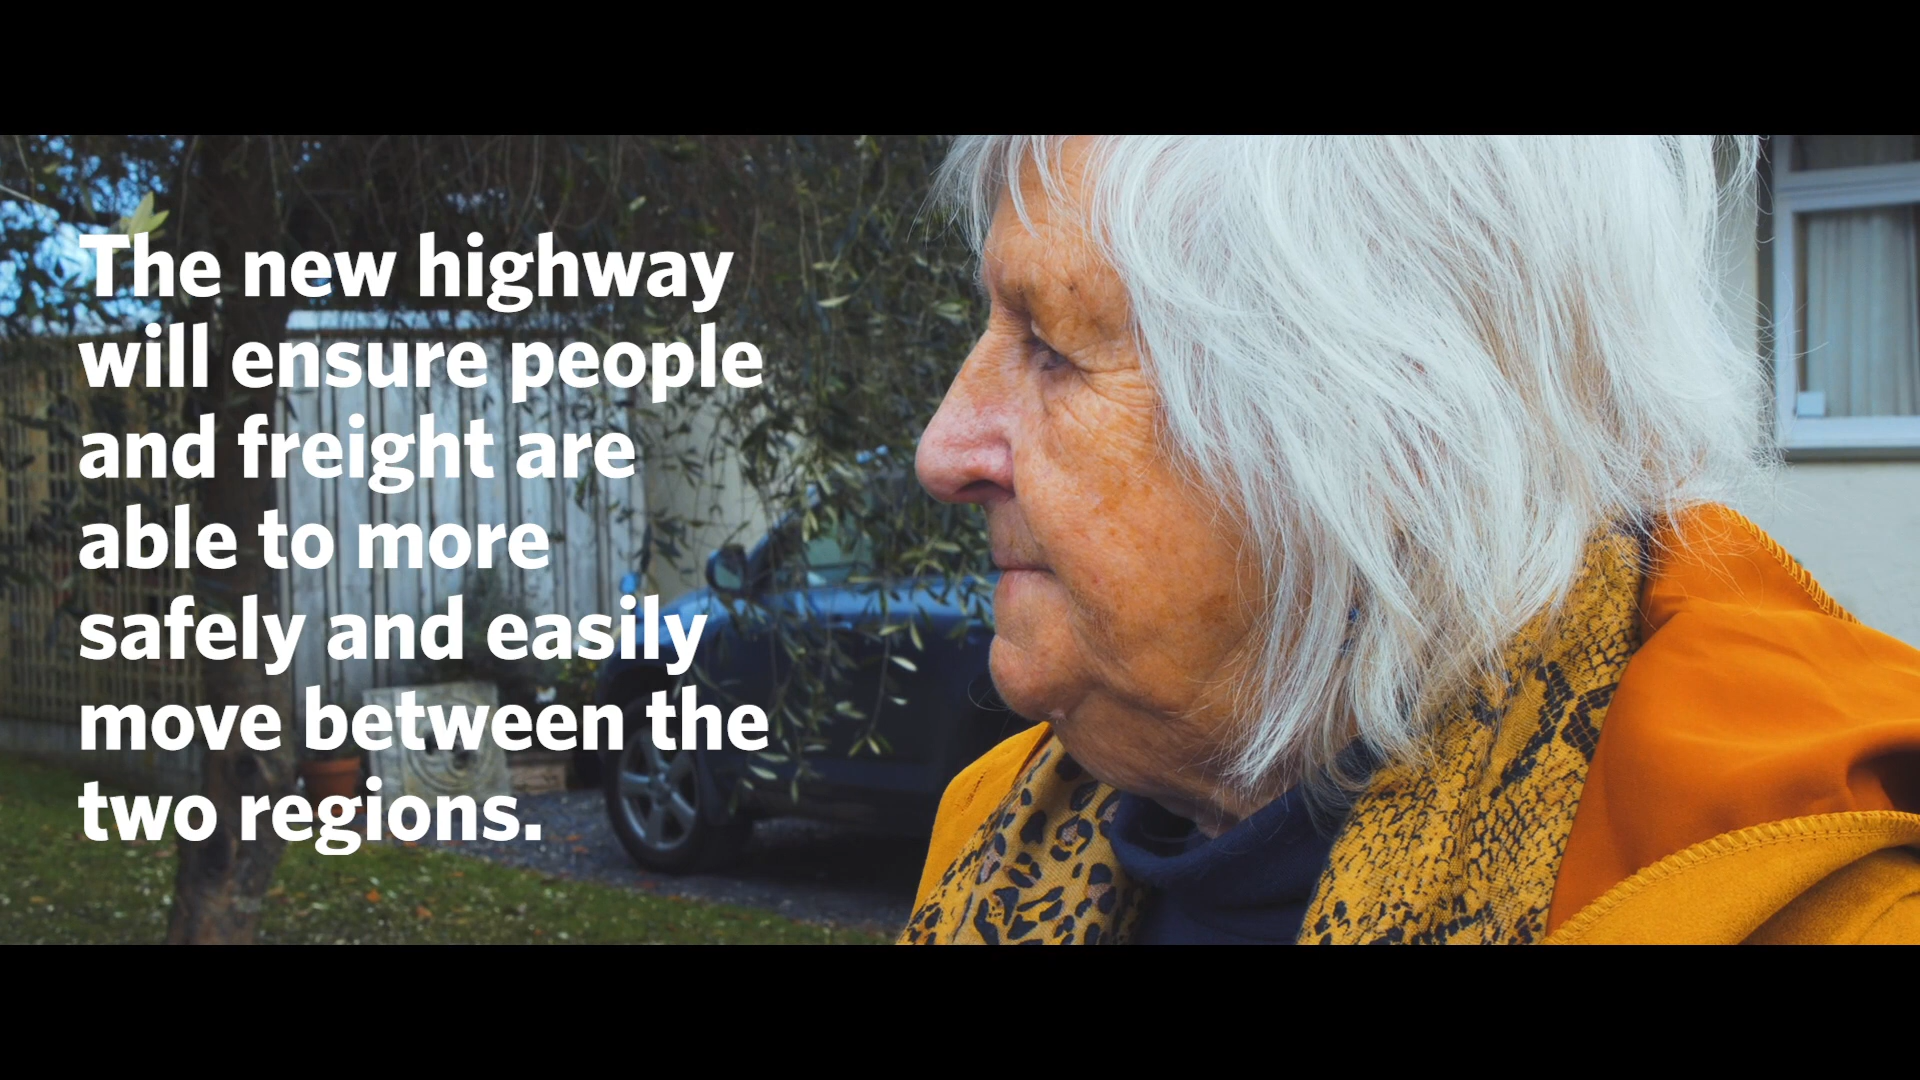 The new highway
will ensure people
and freight are
able to more
safely and easily
move between the
two regions.